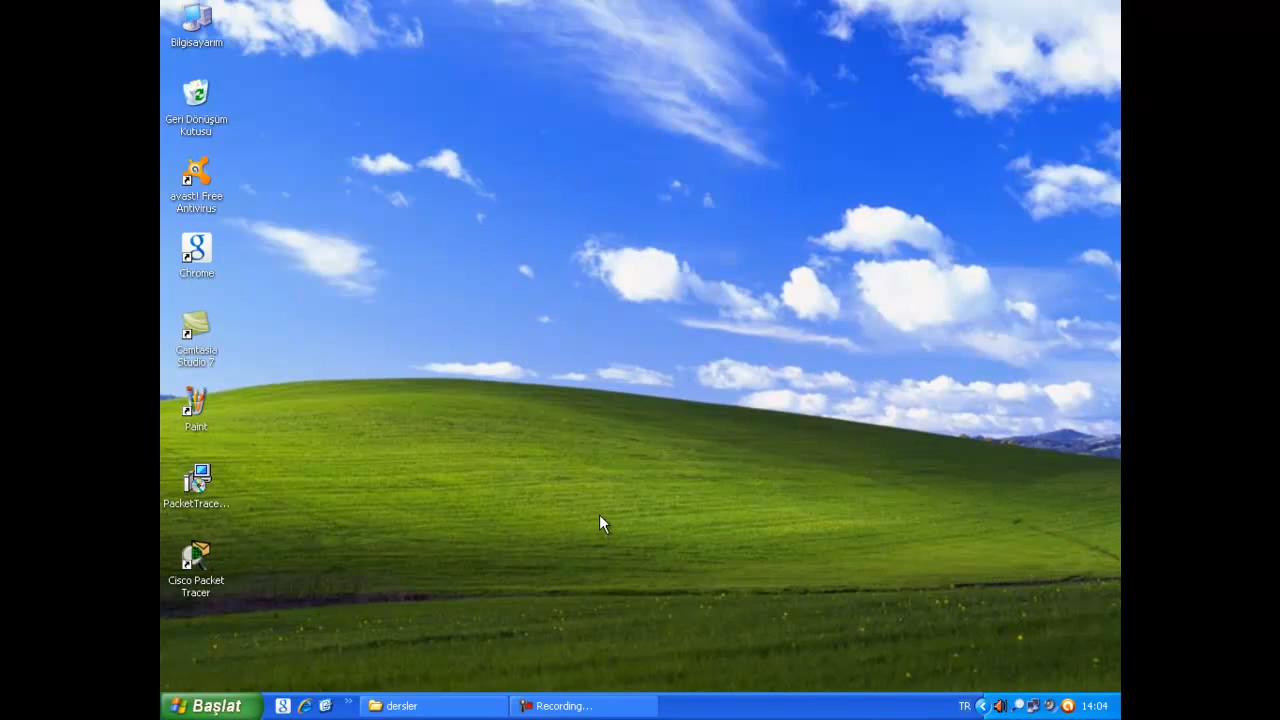 Bilgisayarım
Geri Dönüşüm
Kutusu
avast! Free
Antivirus
Chrome
Camtasia
Studio 7
Paint
PacketTrace...
Cisco Packet
Tracer
Başlat
dersler
Recording...
TR
14:04